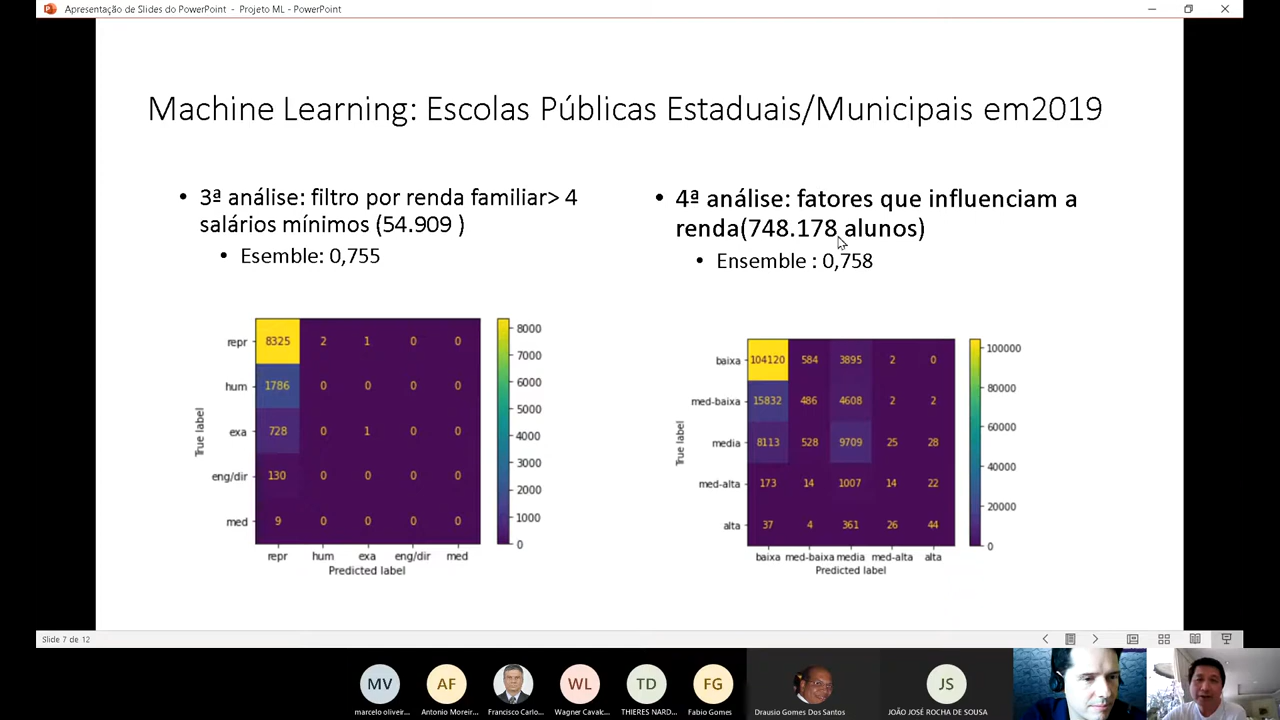 Apresentação de Slides do PowerPoint - Projeto ML - PowerPoint
Machine Learning: Escolas Públicas Estaduais/Municipais em2019
• 3ª análise: filtro por renda familiar> 4
salários mínimos (54.909 )
• Esemble: 0,755
• 4ª análise: fatores que influenciam a
renda(748.178 alunos)
• Ensemble : 0,758
True label
repr 8325 2 1 0 0
hum 1786 0 0 0 0
exa 728 0 1 0 0
eng/dir 130 0 0 0 0
med 9 0 0 0 0
repr hum exa eng/dir med
Predicted label
8000
7000
6000
5000
4000
3000
2000
1000
0
True label
baixa 104120 584 3895 2 0
med-baixa 15832 486 4608 2 2
media 8113 528 9709 25 28
med-alta 173 14 1007 14 22
alta 37 4 361 26 44
baixa med-baixa media med-alta alta
Predicted label
100000
80000
60000
40000
20000
0
Slide 7 de 12
MV AF WL TD FG JS
marcelo oliveir... Antonio Moreir... Francisco Carlo... Wagner Cavalc... THIERES NARD... Fabio Gomes Drausio Gomes Dos Santos JOÃO JOSÉ ROCHA DE SOUSA